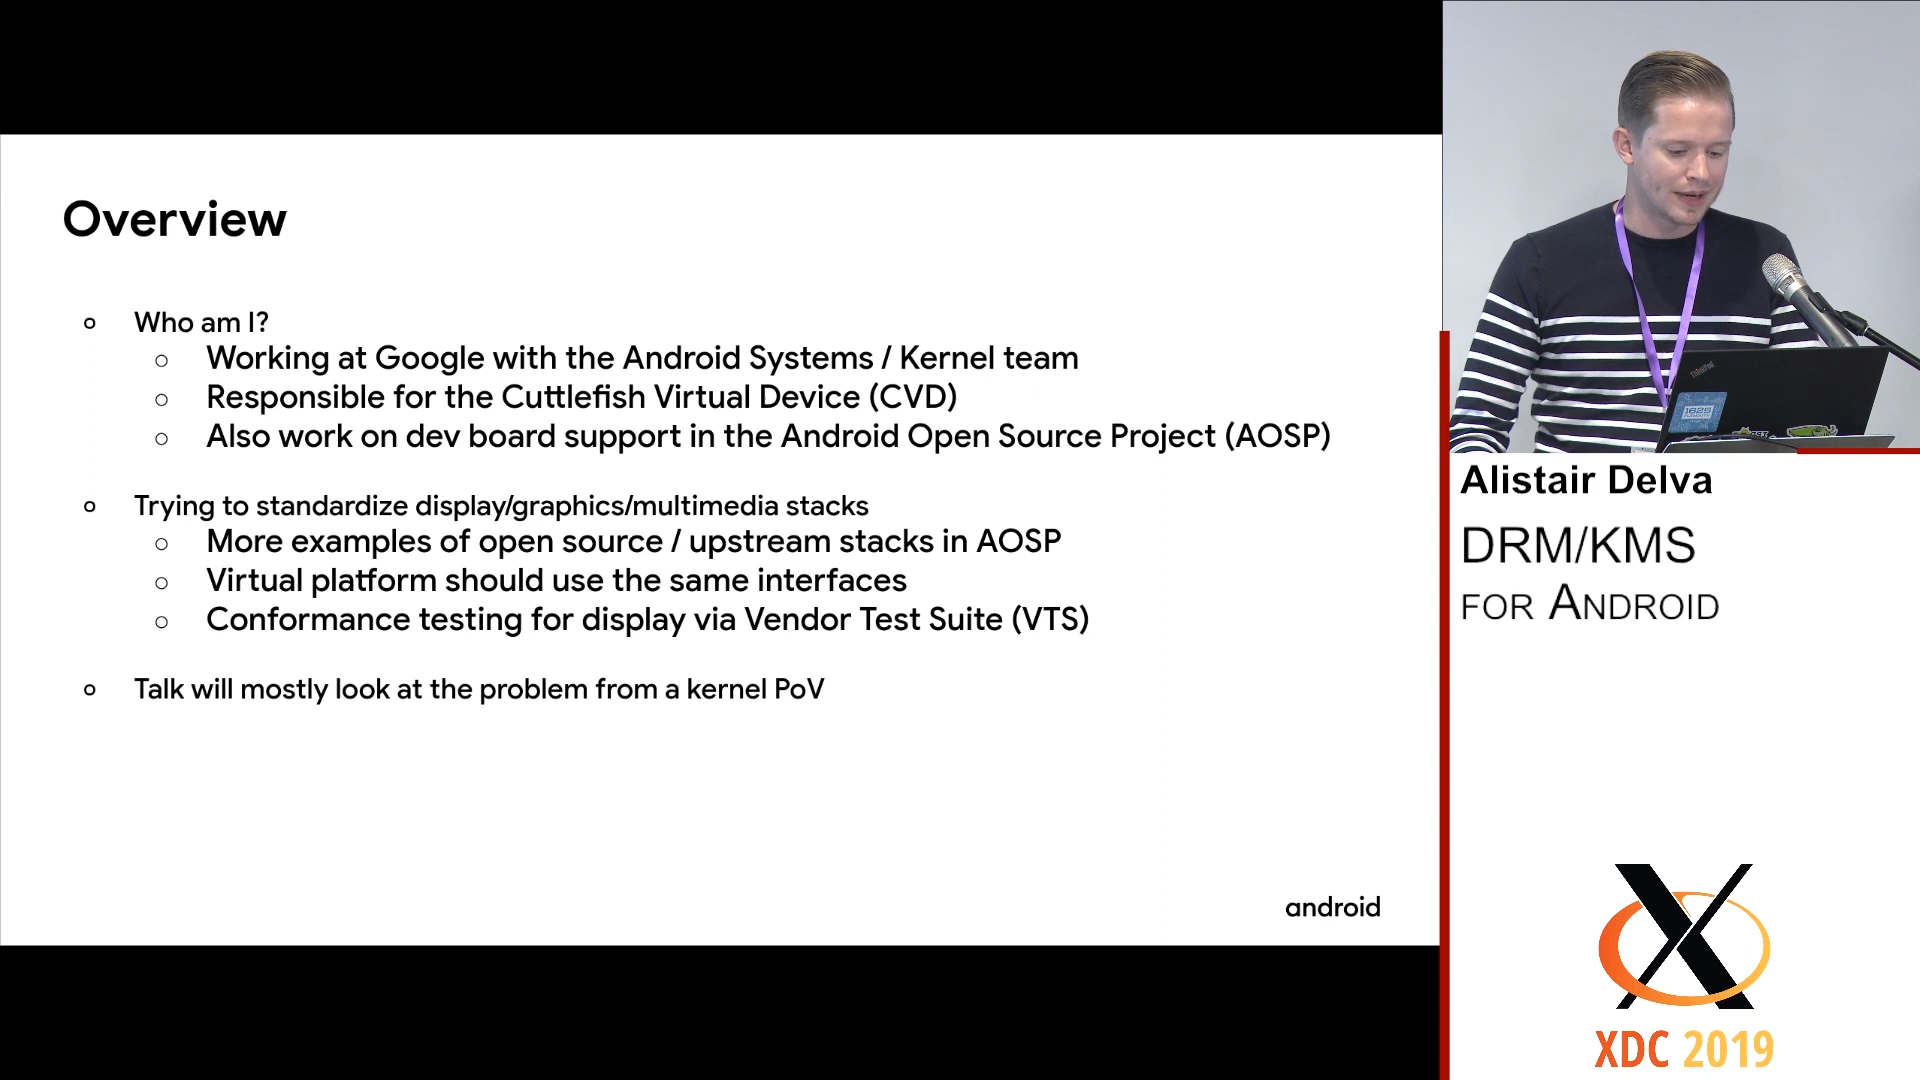 Overview
Who am I?
Working at Google with the Android Systems / Kernel team
Responsible for the Cuttlefish Virtual Device (CVD)
Also work on dev board support in the Android Open Source Project (AOSP)
Trying to standardize display/graphics/multimedia stacks
More examples of open source / upstream stacks in AOSP
Virtual platform should use the same interfaces
Conformance testing for display via Vendor Test Suite (VTS)
Talk will mostly look at the problem from a kernel PoV
android
ThinkPad
1625
Alistair Delva
DRM/KMS
FOR ANDROID
XDC 2019